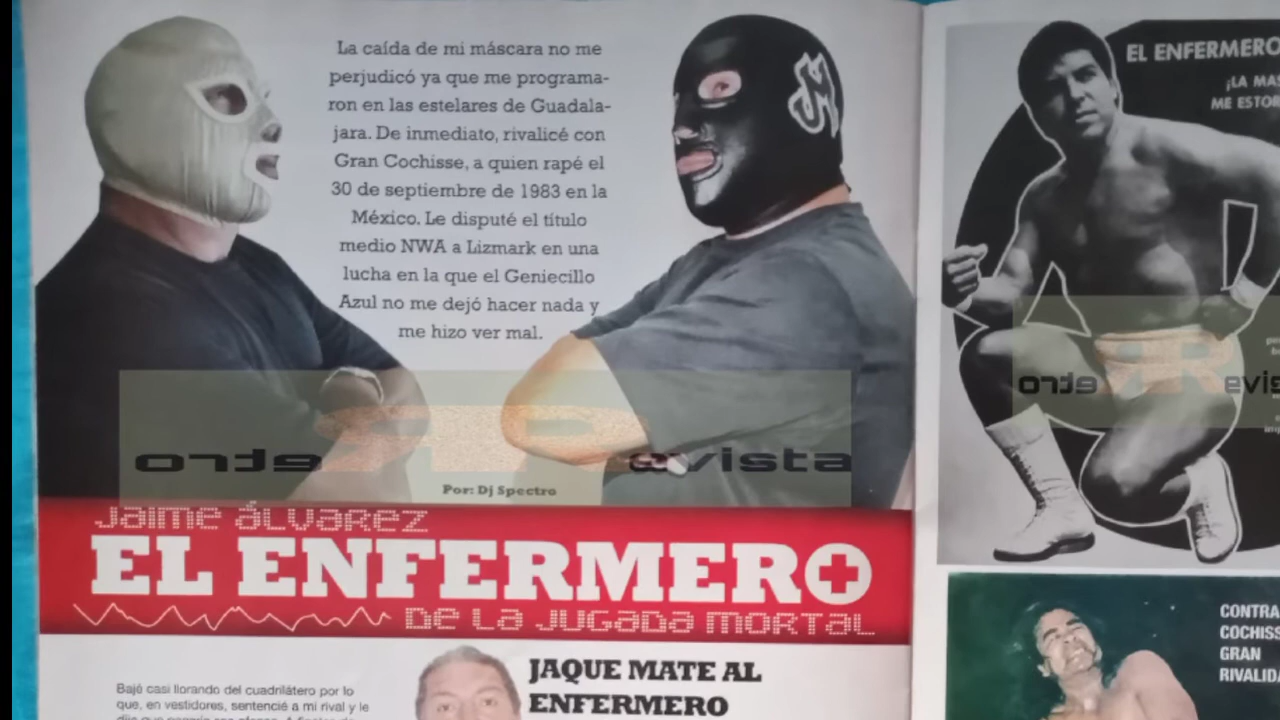 La caída de mi máscara no me
perjudicó ya que me programa-
ron en las estelares de Guadala-
jara. De inmediato, rivalicé con
Gran Cochisse, a quien rapé el
30 de septiembre de 1983 en la
México. Le disputé el título
medio NWA a Lizmark en una
lucha en la que el Geniecillo
Azul no me dejó hacer nada y
me hizo ver mal.
Por: Dj Spectro
Jaime Álvarez
EL ENFERMERO
DE LA JUGADA MORTAL
Bajé casi llorando del cuadrilátero por lo
que, en vestidores, sentencié a mi rival y le
JAQUE MATE AL
ENFERMERO
EL ENFERMERO
¡LA
ME
CONTRA
COCHISS
GRAN
RIVALIDA